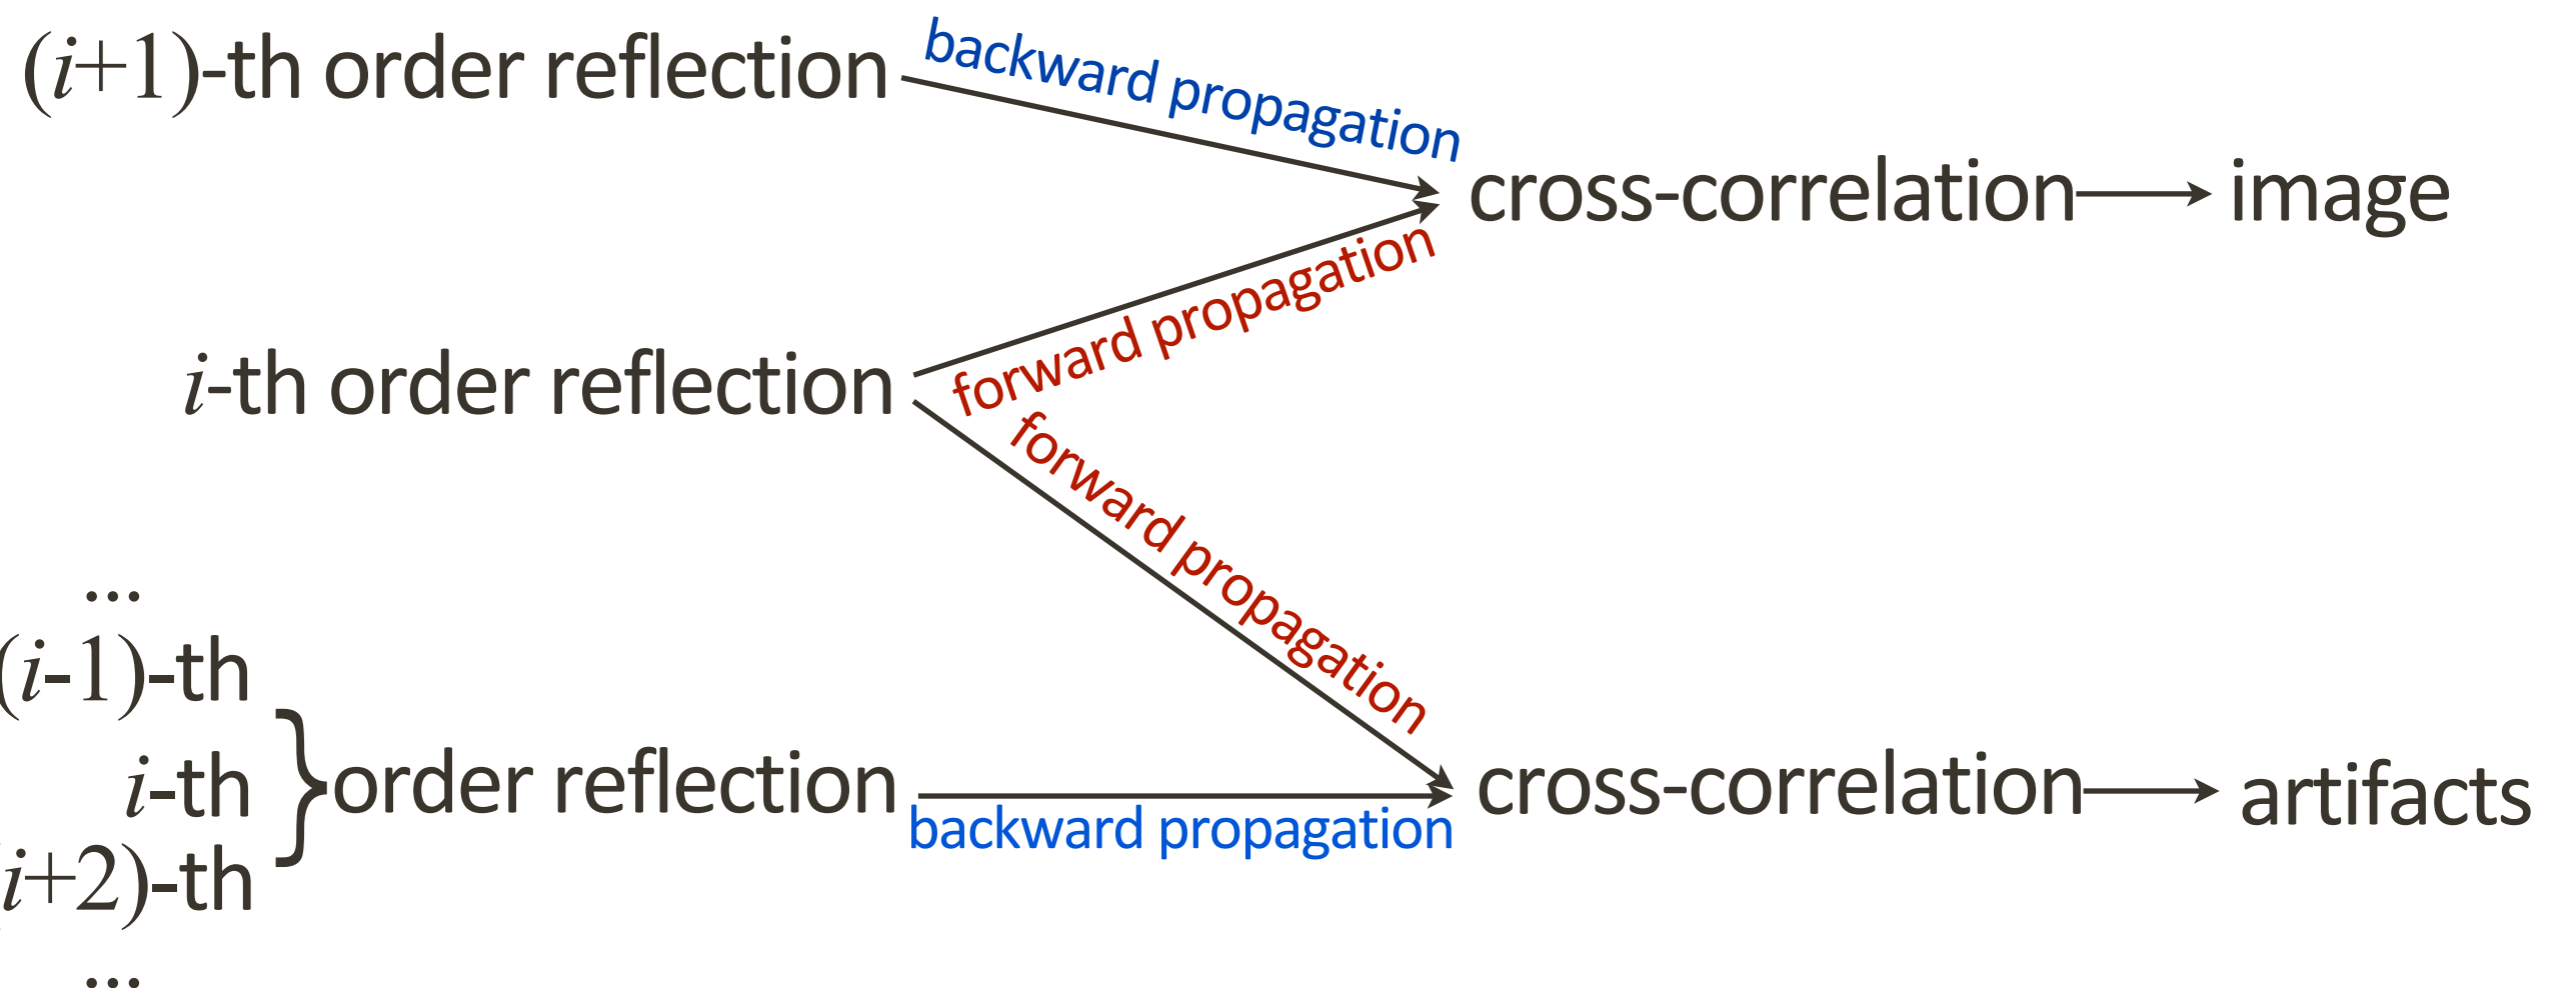 (i+1)-th order reflection
backward propagation
cross-correlation
image
forward propagation
i-th order reflection
forward propagation
...
(i-1)-th
i-th
order reflection
backward propagation
cross-correlation
artifacts
i+2)-th
...